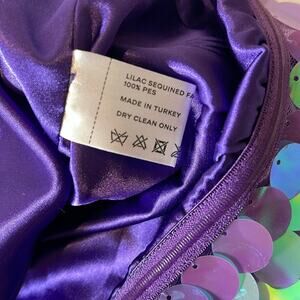 LILAC SEQUINED
100% PES
MADE IN TURKEY
DRY CLEAN ONLY